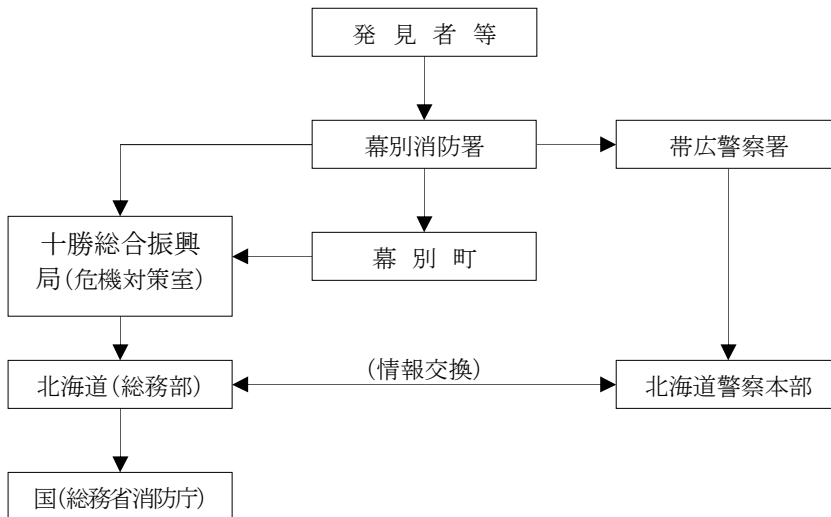 発 見 者 等
幕別消防署
帯広警察署
十勝総合振興
局(危機対策室)
幕 別 町
北海道(総務部)
(情報交換)
北海道警察本部
国(総務省消防庁)